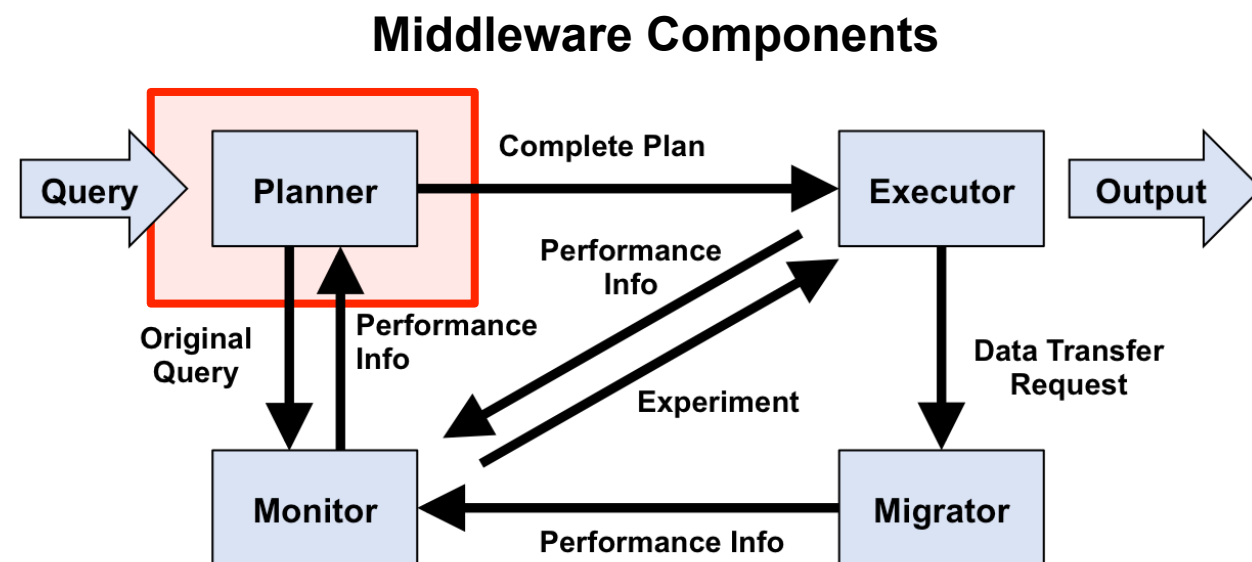 Middleware Components
Complete Plan
Query
Planner
Executor
Output
Performance
Info
Original
Query
Performance
Info
Experiment
Data Transfer
Request
Monitor
Migrator
Performance Info